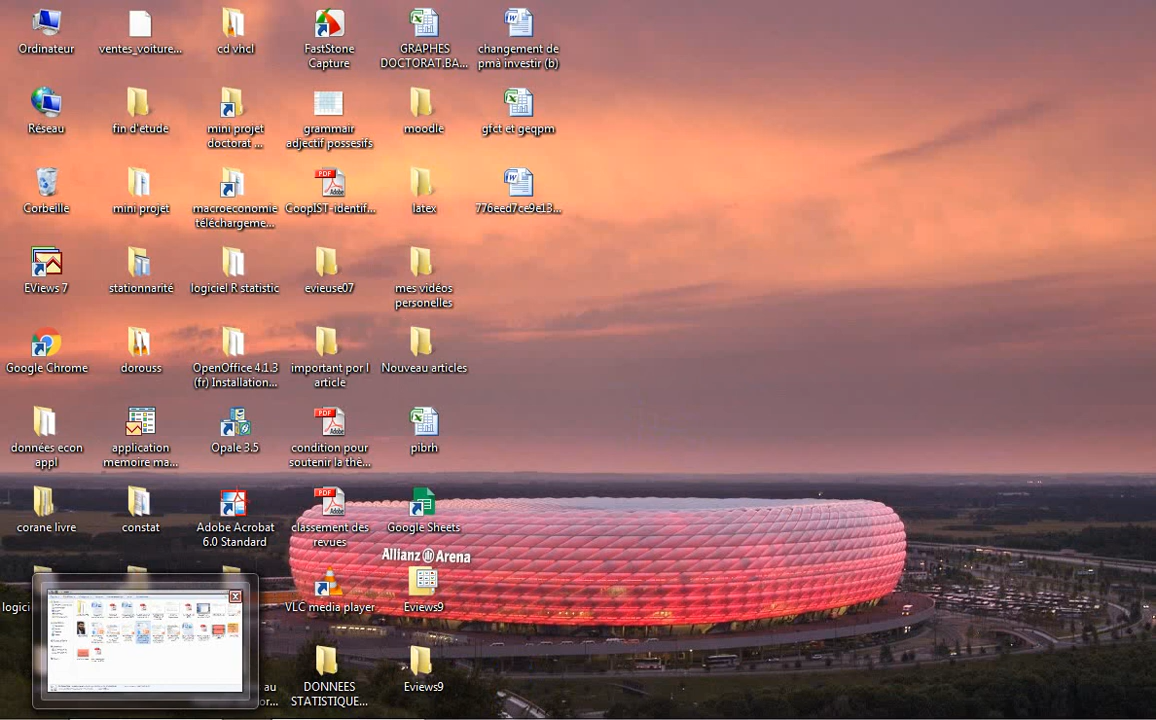 Ordinateur
ventes_voiture...
cd vhcl
FastStone
Capture
GRAPHES
DOCTORAT.BA...
changement de
pmà investir (b)
Réseau
fin d'étude
mini projet
doctorat ...
grammair
adjectif possesifs
moodle
gfct et geqpm
Corbeille
mini projet
macroeconomie
téléchargeme...
CoopIST-identif...
latex
776eed7ce9e13...
EViews 7
stationnarité
logiciel R statistic
evieuse07
mes vidéos
personelles
Google Chrome
dorouss
OpenOffice 4.1.3
(fr) Installation...
important por l
article
Nouveau articles
données econ
appl
application
memoire ma...
Opale 3.5
condition pour
soutenir la thè...
pibrh
corane livre
constat
Adobe Acrobat
6.0 Standard
classement des
revues
Google Sheets
Allianz Arena
logici
VLC media player
Eviews9
au
or...
DONNEES
STATISTIQUE...
Eviews9